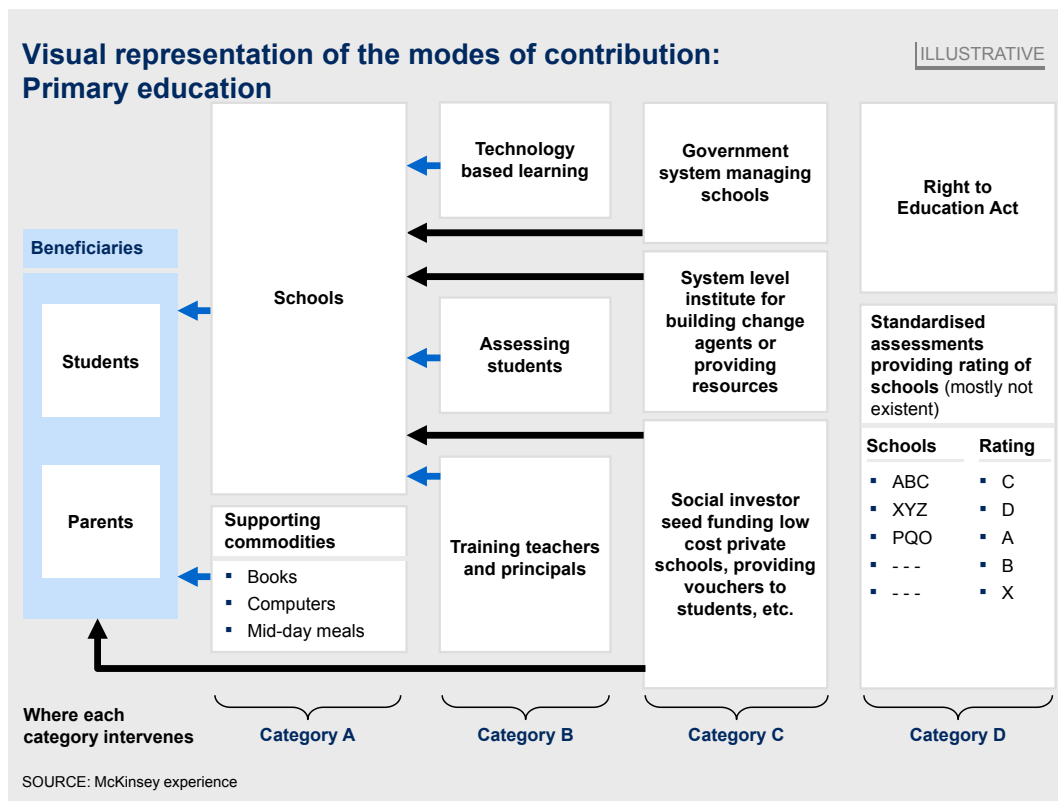 Visual representation of the modes of contribution:
Primary education
ILLUSTRATIVE
Beneficiaries
Students
Parents
Schools
Supporting
commodities
▪ Books
▪ Computers
▪ Mid-day meals
Technology
based learning
Assessing
students
Training teachers
and principals
Government
system managing
schools
System level
institute for
building change
agents or
providing
resources
Social investor
seed funding low
cost private
schools, providing
vouchers to
students, etc.
Right to
Education Act
Standardised
assessments
providing rating of
schools (mostly not
existent)
Schools Rating
▪ ABC ▪ C
▪ XYZ ▪ D
▪ PQO ▪ A
▪ - - - ▪ B
▪ - - - ▪ X
Where each
category intervenes
Category A
Category B
Category C
Category D
SOURCE: McKinsey experience